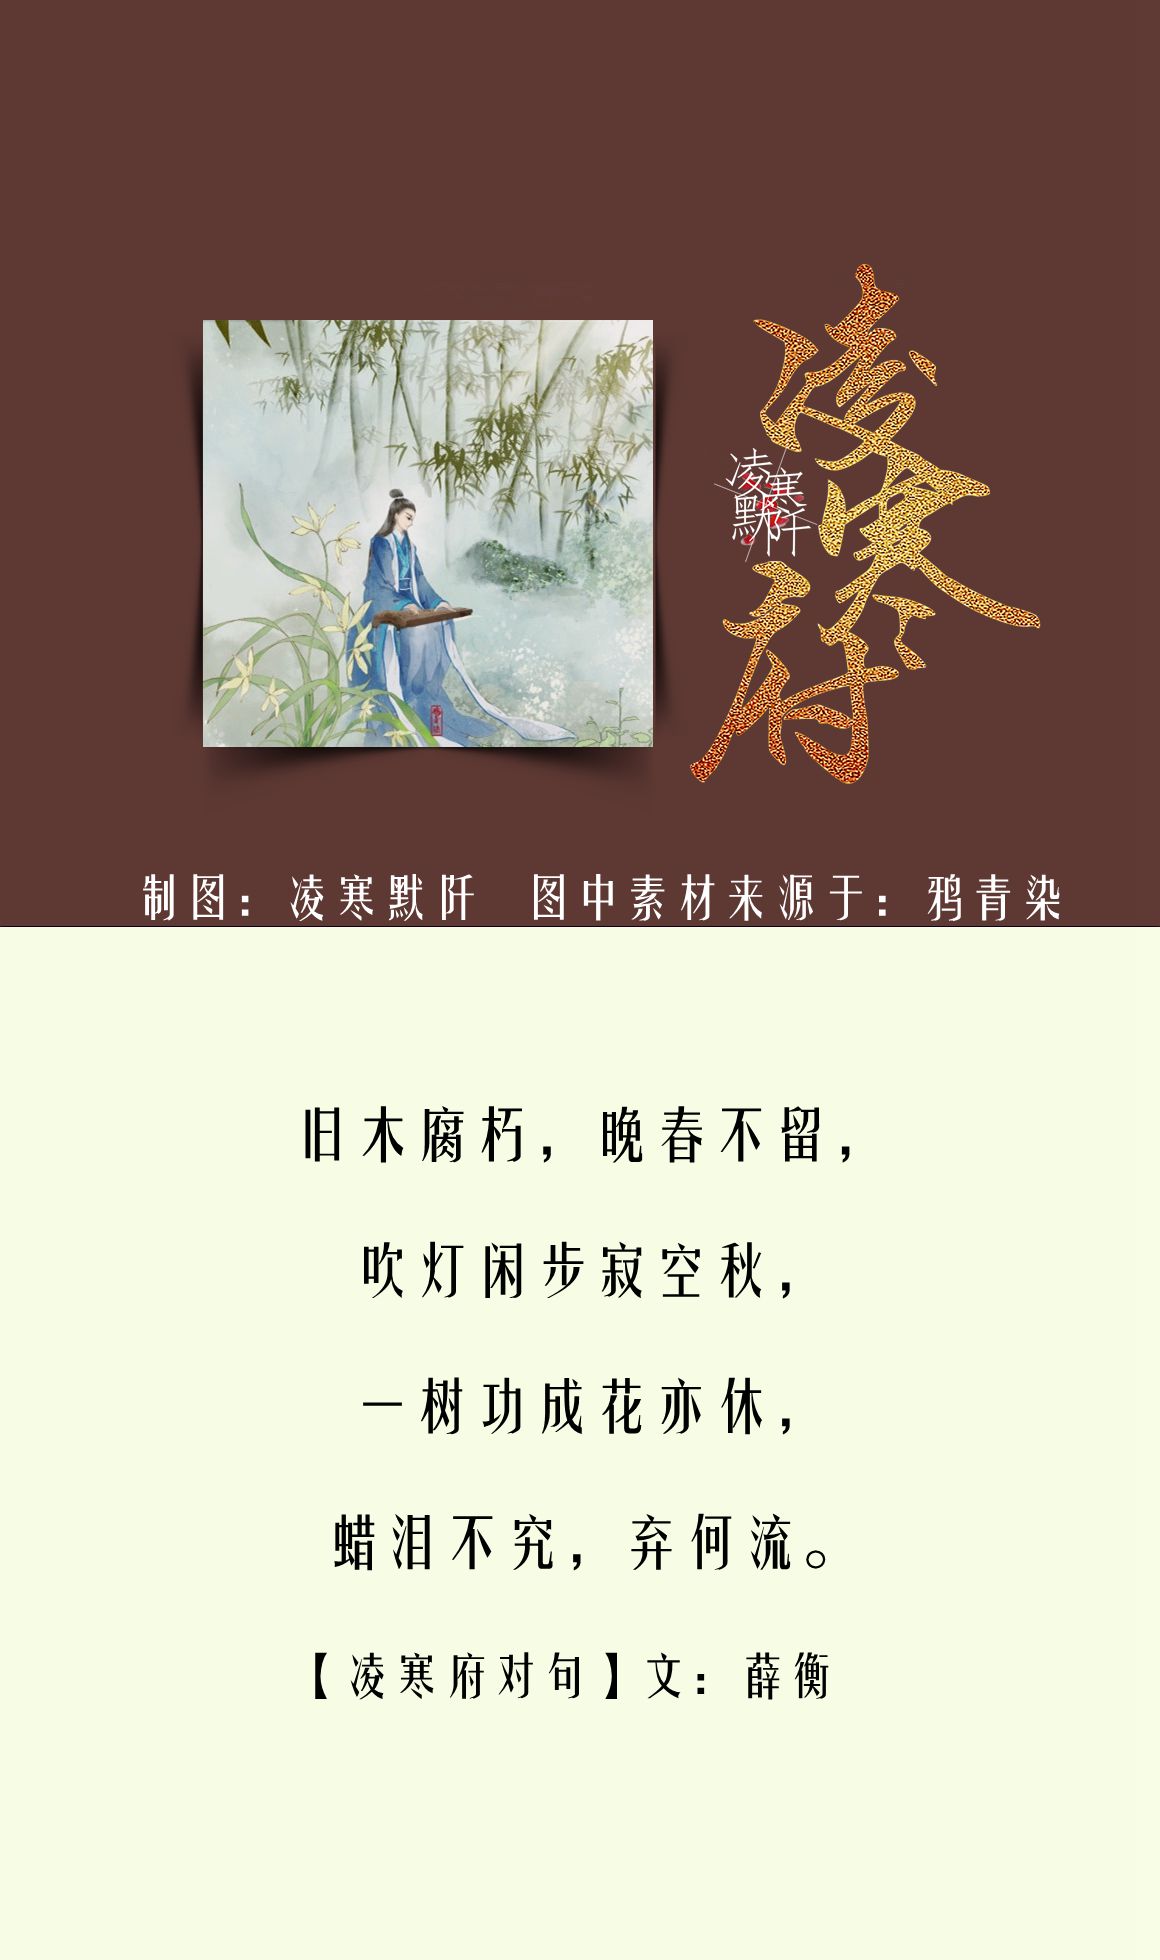 凌寒府
凌寒
默阡
制图：凌寒默阡 图中素材来源于：鸦青染
旧木腐朽，晚春不留，
吹灯闲步寂空秋，
一树功成花亦休，
蜡泪不究，弃何流。
【凌寒府对句】文：薛衡